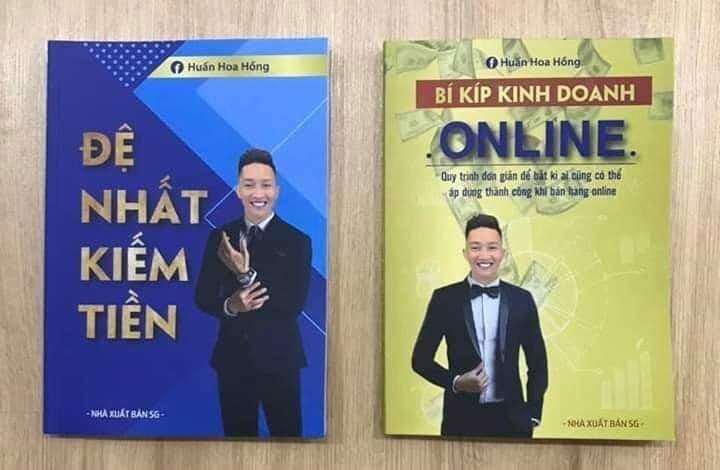 Huấn Hoa Hồng
ĐỆ
NHẤT
KIẾM
TIỀN
- NHÀ XUẤT BẢN SG -
Huấn Hoa Hồng
BÍ KÍP KINH DOANH
.ONLINE.
Quy trình đơn giản để bất kì ai cũng có thể
áp dụng thành công khi bán hàng online
- NHÀ XUẤT BẢN SG -